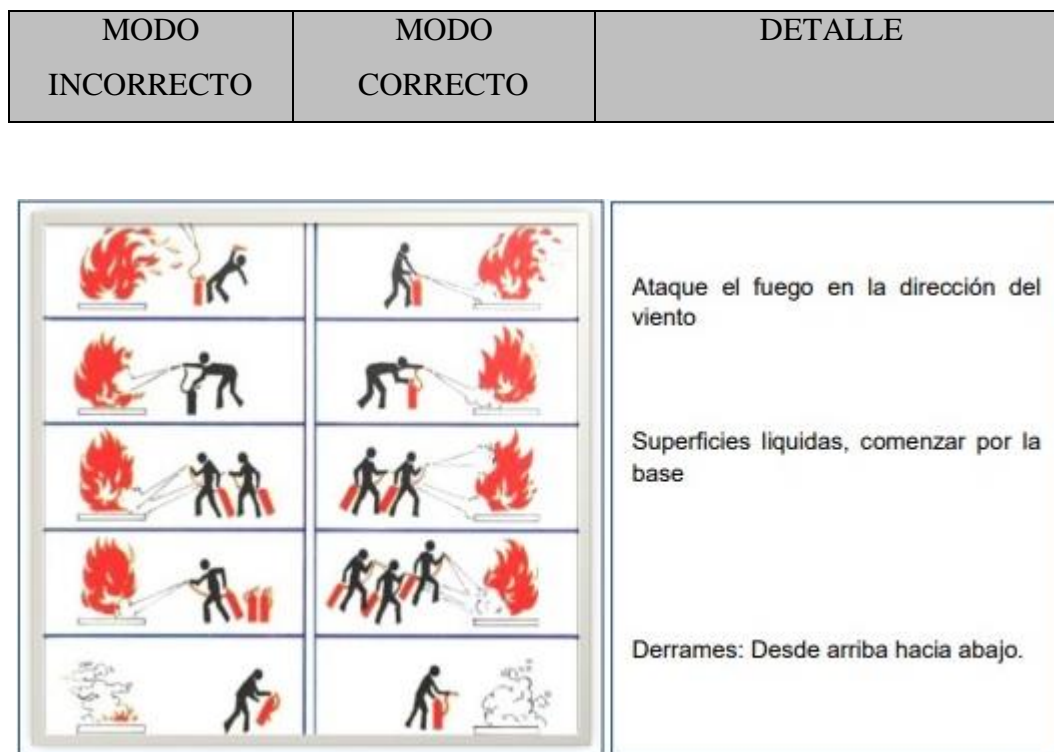 MODO
INCORRECTO
MODO
CORRECTO
DETALLE
Ataque el fuego en la dirección del
viento
Superficies liquidas, comenzar por la
base
Derrames: Desde arriba hacia abajo.